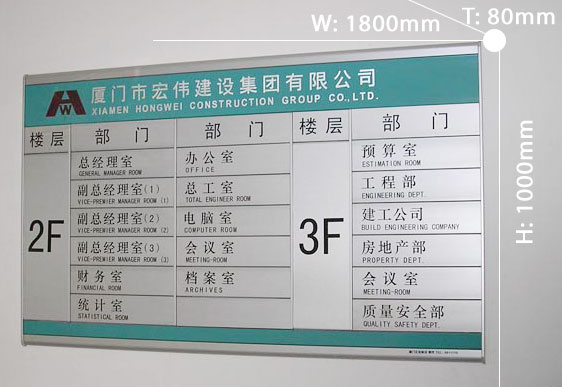 W: 1800mm
T: 80mm
H: 1000mm
HW
厦门市宏伟建设集团有限公司
XIAMEN HONGWEI CONSTRUCTION GROUP CO.,LTD.
楼层 部门 部门 楼层 部门
2F
总经理室
GENERAL MANAGER ROOM
副总经理室(1)
VICE-PREMIER MANAGER ROOM (1)
副总经理室(2)
VICE-PREMIER MANAGER ROOM (2)
副总经理室(3)
VICE-PREMIER MANAGER ROOM (3)
财务室
FINANCIAL ROOM
统计室
STATISTICAL ROOM
办公室
OFFICE
总工室
TOTAL ENGINEER ROOM
电脑室
COMPUTER ROOM
会议室
MEETING-ROOM
档案室
ARCHIVES
3F
预算室
ESTIMATION ROOM
工程部
ENGINEERING DEPT.
建工公司
BUILD ENGINEERING COMPANY
房地产部
PROPERTY DEPT.
会议室
MEETING-ROOM
质量安全部
QUALITY SAFETY DEPT.